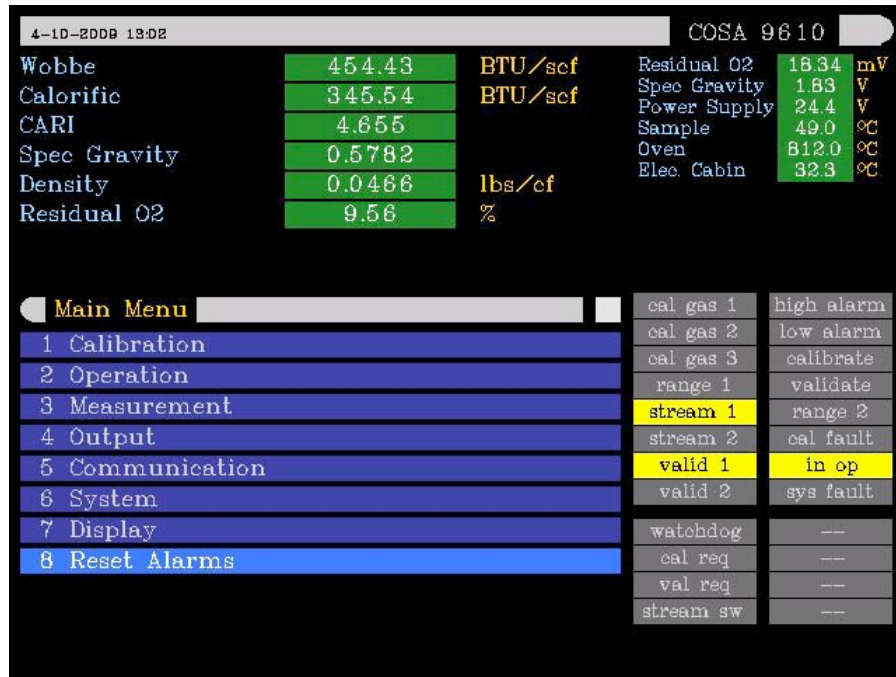 4-10-2009 13:02 COSA 9610
Wobbe 454.43 BTU/scf
Calorific 345.54 BTU/scf
CARI 4.655
Spec Gravity 0.5782
Density 0.0466 lbs/cf
Residual O2 9.56 %
Residual O2 18.34 mV
Spec Gravity 1.83 V
Power Supply 24.4 V
Sample 49.0 ºC
Oven 812.0 ºC
Elec. Cabin 32.3 ºC
Main Menu
1 Calibration
2 Operation
3 Measurement
4 Output
5 Communication
6 System
7 Display
8 Reset Alarms
cal gas 1 high alarm
cal gas 2 low alarm
cal gas 3 calibrate
range 1 validate
stream 1 range 2
stream 2 cal fault
valid 1 in op
valid 2 sys fault
watchdog --
cal req --
val req --
stream sw --